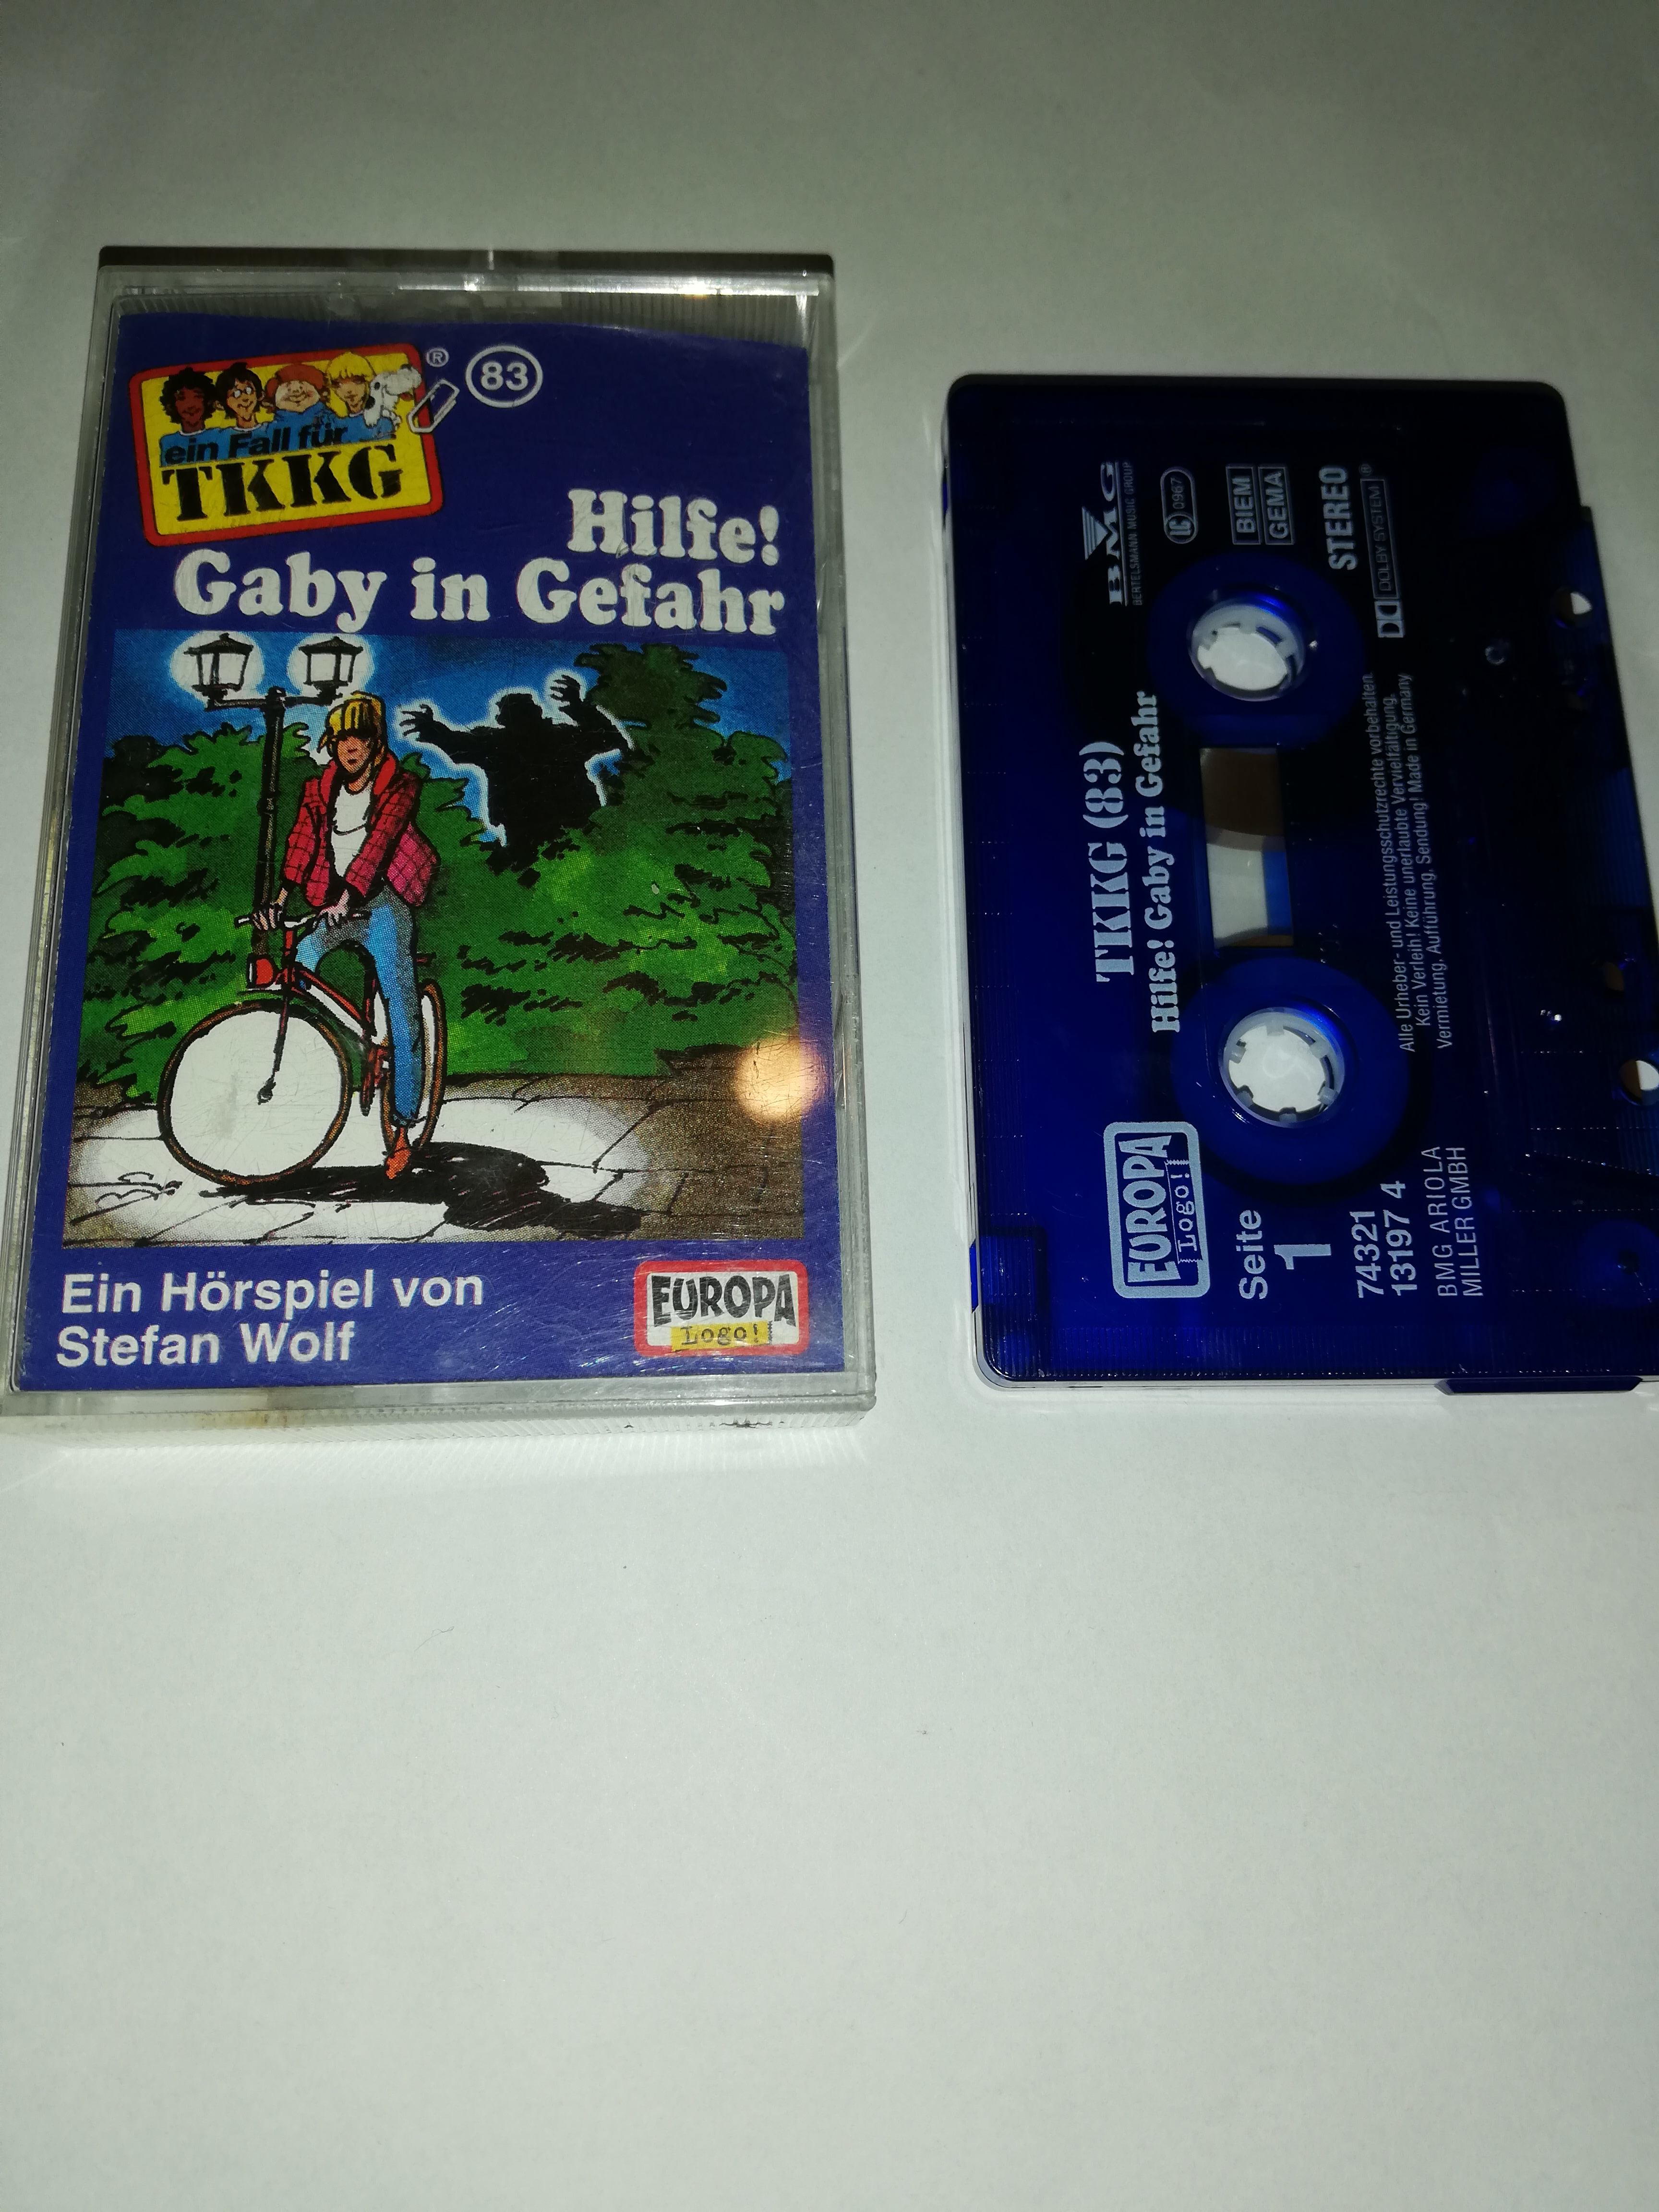 ein Fall für
TKKG
®
83
Hilfe!
Gaby in Gefahr
Ein Hörspiel von
Stefan Wolf
EUROPA
Logo!
BMG
BERTELSMANN MUSIC GROUP
LC 0967
BIEM
GEMA
STEREO
DOLBY SYSTEM®
TKKG (83)
Hilfe! Gaby in Gefahr
EUROPA
Logo!
Seite
1
74321
13197 4
BMG ARIOLA
MILLER GMBH
Alle Urheber- und Leistungsschutzrechte vorbehalten.
Kein Verleih! Keine unerlaubte Vervielfältigung,
Vermietung, Aufführung, Sendung! Made in Germany